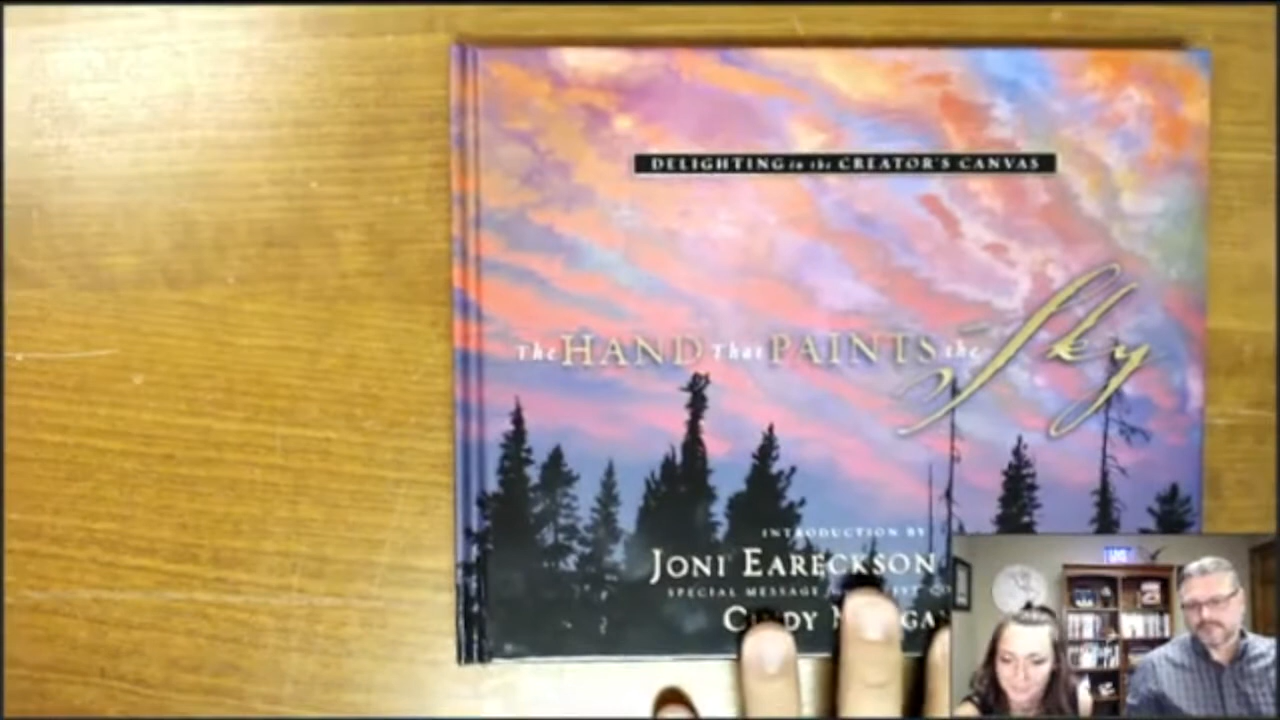 DELIGHTING in the CREATOR'S CANVAS
The HAND That PAINTS the Sky
INTRODUCTION BY
JONI EARECKSON
SPECIAL MESSAGE